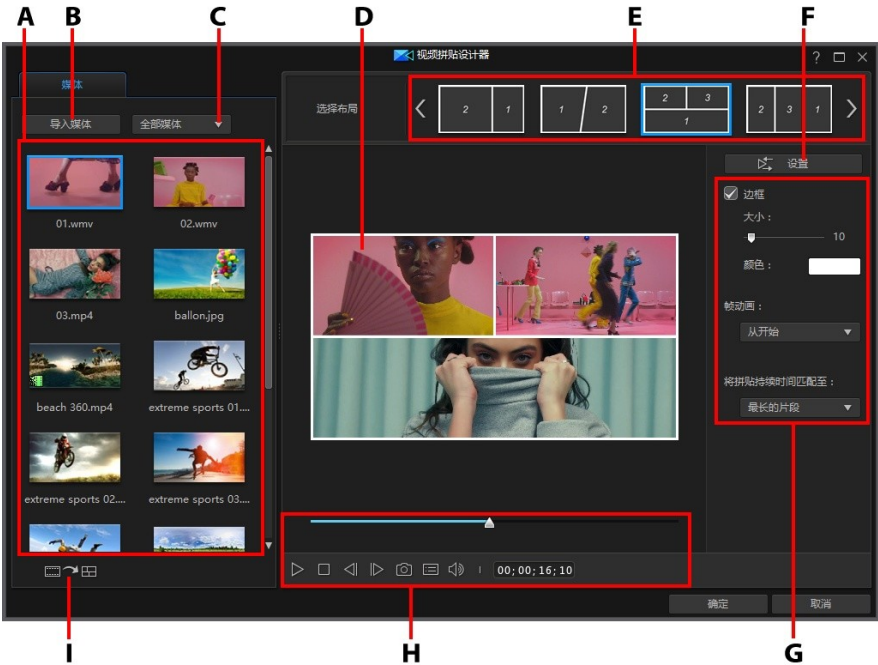 A B C D E F
视频拼贴设计器 ?
媒体
导入媒体 全部媒体
选择布局
2 1
1 2
2 3
1
2 3 1
设置
边框
大小：
10
颜色：
帧动画：
从开始
将拼贴持续时间匹配至：
最长的片段
01.wmv 02.wmv
03.mp4 ballon.jpg
beach 360.mp4 extreme sports 01....
extreme sports 02.... extreme sports 03....
00;00;16;10
确定 取消
I H G